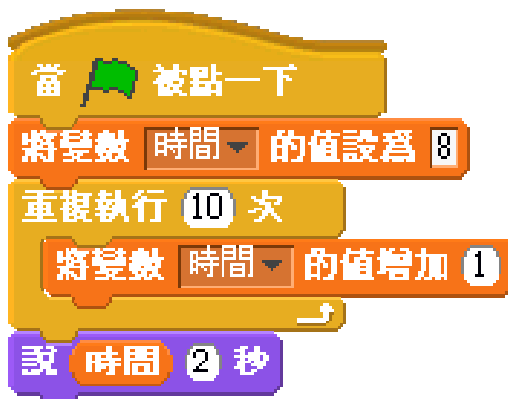 當 被點一下
將變數 時間 的值設為 8
重複執行 10 次
將變數 時間 的值增加 1
說 時間 2 秒